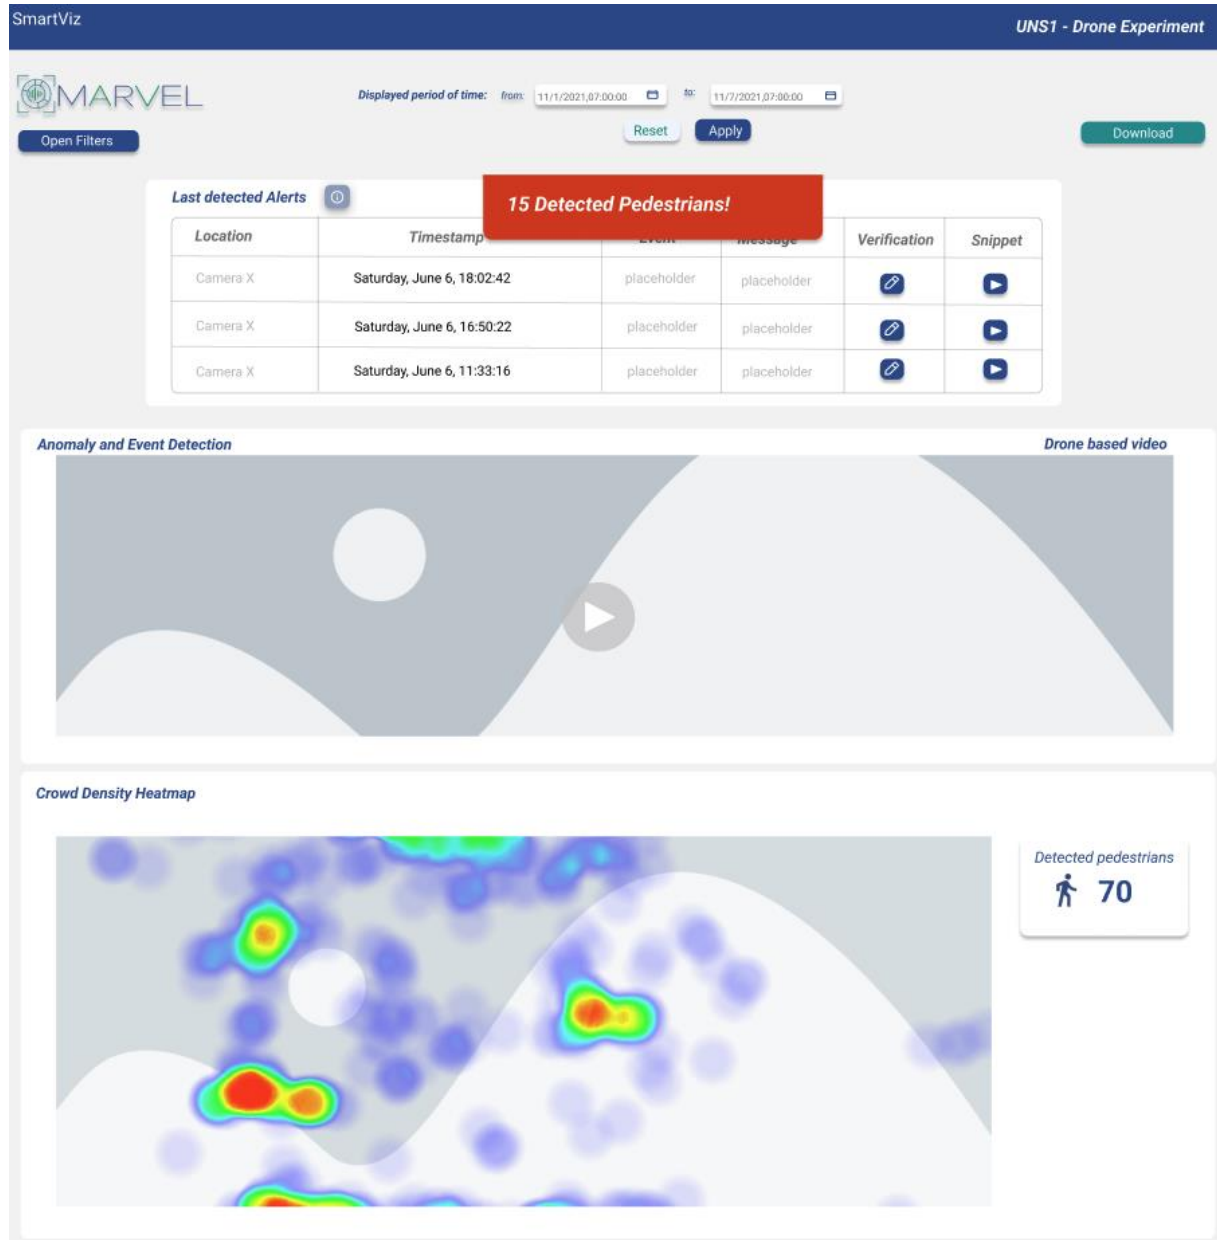 SmartViz
UNS1 - Drone Experiment
MARVEL
Displayed period of time: from: 11/1/2021,07:00:00 to: 11/7/2021,07:00:00
Open Filters
Reset
Apply
Download
Last detected Alerts
15 Detected Pedestrians!
Location Timestamp Event Message Verification Snippet
Camera X Saturday, June 6, 18:02:42 placeholder placeholder
Camera X Saturday, June 6, 16:50:22 placeholder placeholder
Camera X Saturday, June 6, 11:33:16 placeholder placeholder
Anomaly and Event Detection
Drone based video
Crowd Density Heatmap
Detected pedestrians
70